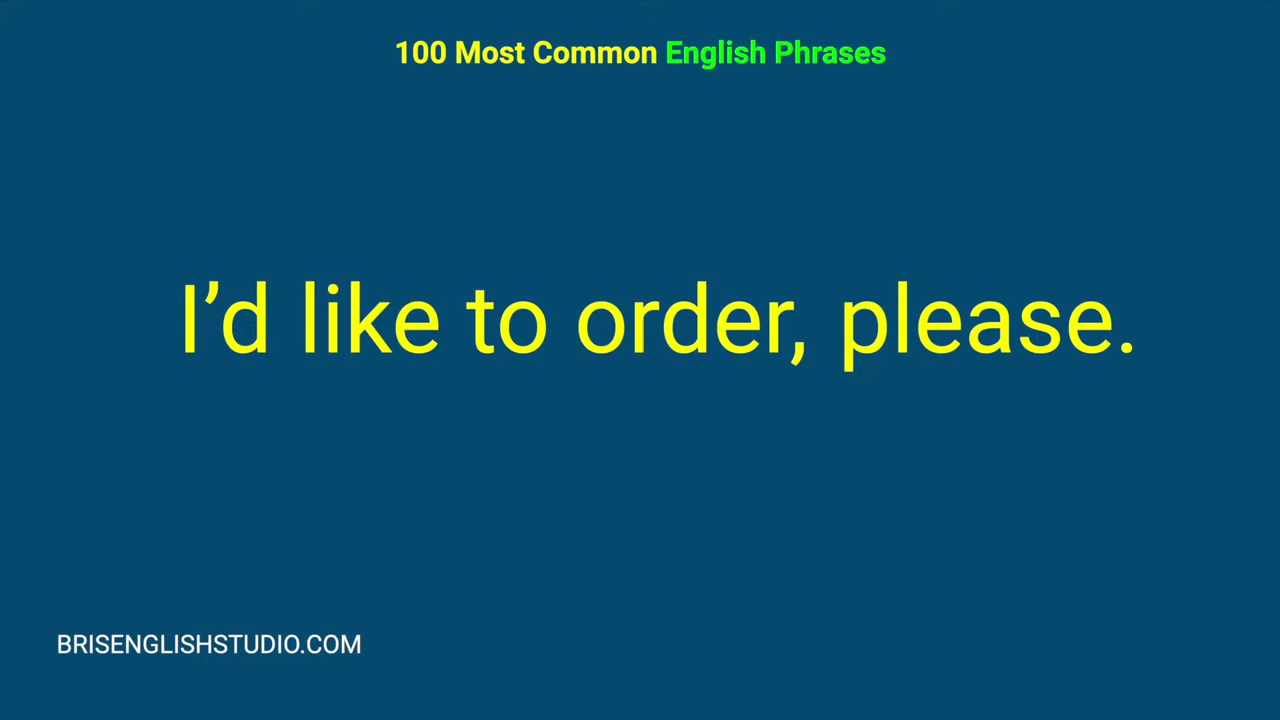 100 Most Common English Phrases
I’d like to order, please.
BRISENGLISHSTUDIO.COM